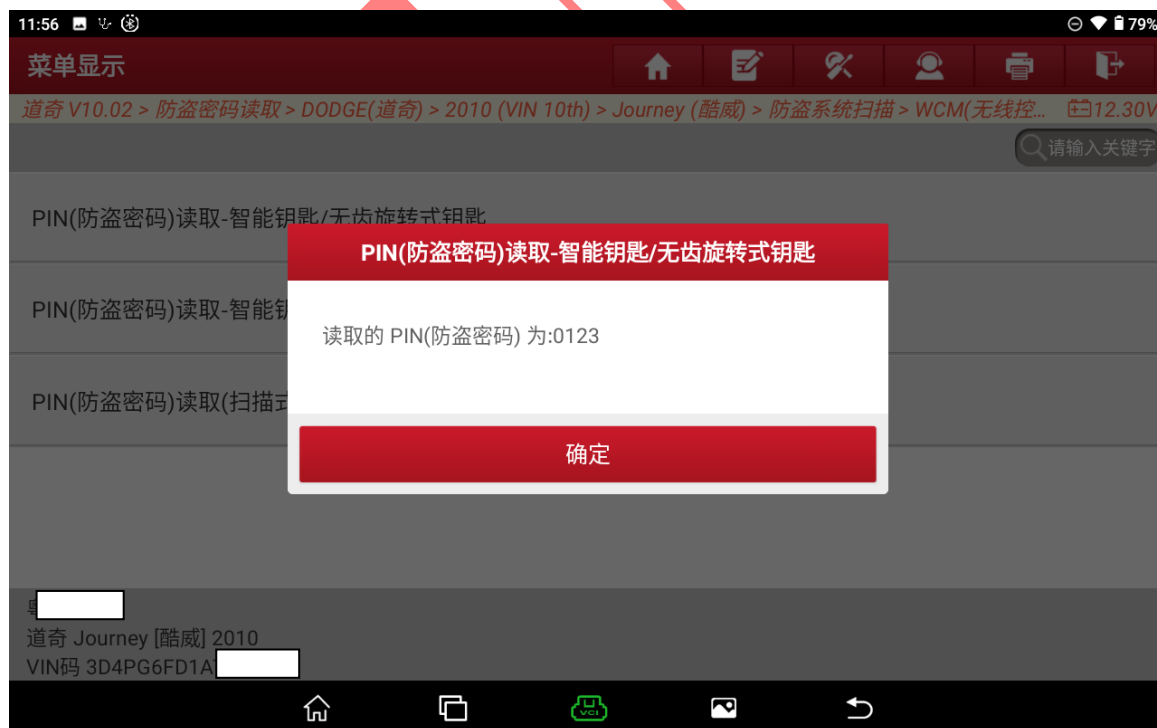 11:56
79%
菜单显示
道奇 V10.02 > 防盗密码读取 > DODGE(道奇) > 2010 (VIN 10th) > Journey (酷威) > 防盗系统扫描 > WCM(无线控... 12.30V
请输入关键字
PIN(防盗密码)读取-智能钥匙/无齿旋转式钥匙
PIN(防盗密码)读取-智能钥匙/无齿旋转式钥匙
PIN(防盗密码)读取-智能
读取的 PIN(防盗密码) 为:0123
PIN(防盗密码)读取(扫描式
确定
道奇 Journey [酷威] 2010
VIN码 3D4PG6FD1A
VCI